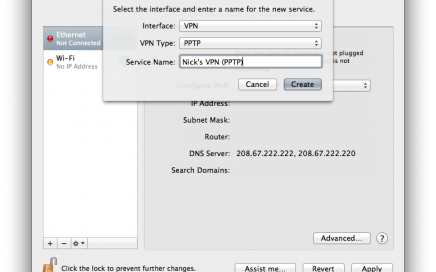 Select the interface and enter a name for the new service.
Interface: VPN
VPN Type: PPTP
Service Name: Nick's VPN (PPTP)
Cancel Create
Ethernet
Not Connected
Wi-Fi
No IP Address
not plugged
is not
IP Address:
Subnet Mask:
Router:
DNS Server: 208.67.222.222, 208.67.222.220
Search Domains:
Advanced... ?
+ −
Click the lock to prevent further changes.
Assist me... Revert Apply